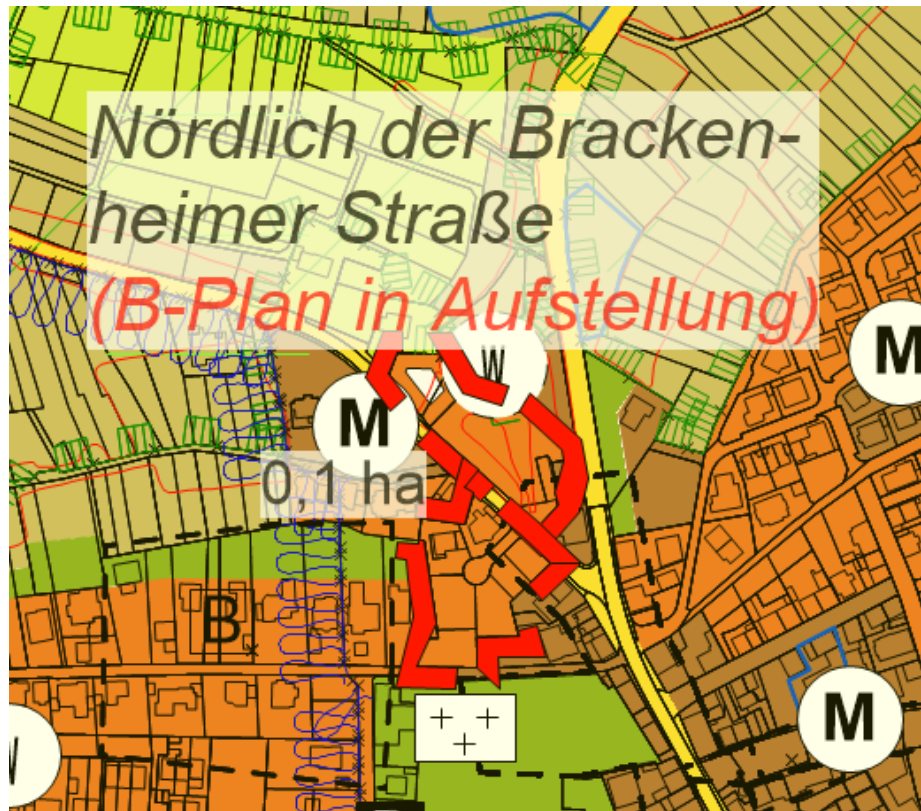 Nördlich der Bracken-
heimer Straße
(B-Plan in Aufstellung)
W
M
M
0,1 ha
B
M
W